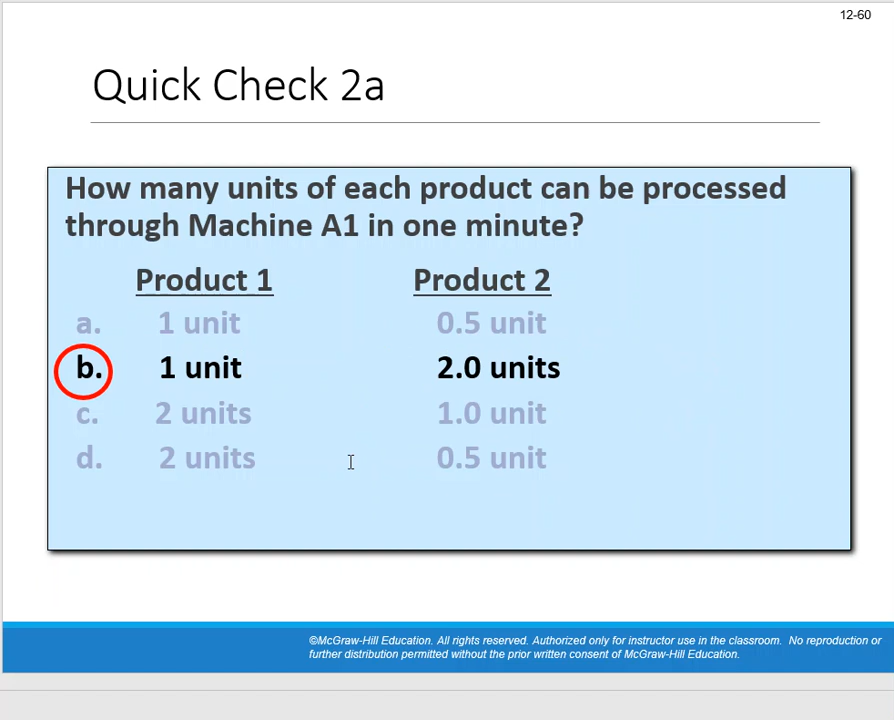 12-60
Quick Check 2a
How many units of each product can be processed
through Machine A1 in one minute?
Product 1 Product 2
a. 1 unit 0.5 unit
b. 1 unit 2.0 units
c. 2 units 1.0 unit
d. 2 units 0.5 unit
©McGraw-Hill Education. All rights reserved. Authorized only for instructor use in the classroom. No reproduction or
further distribution permitted without the prior written consent of McGraw-Hill Education.